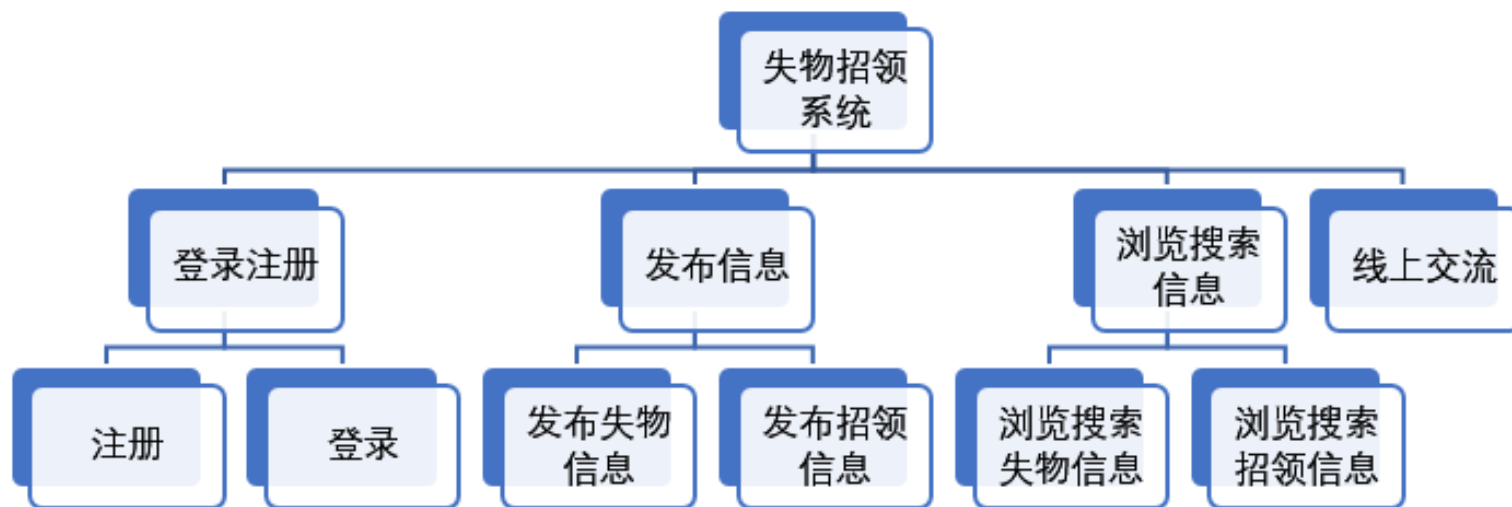 失物招领
系统
登录注册
发布信息
浏览搜索
信息
线上交流
注册
登录
发布失物
信息
发布招领
信息
浏览搜索
失物信息
浏览搜索
招领信息